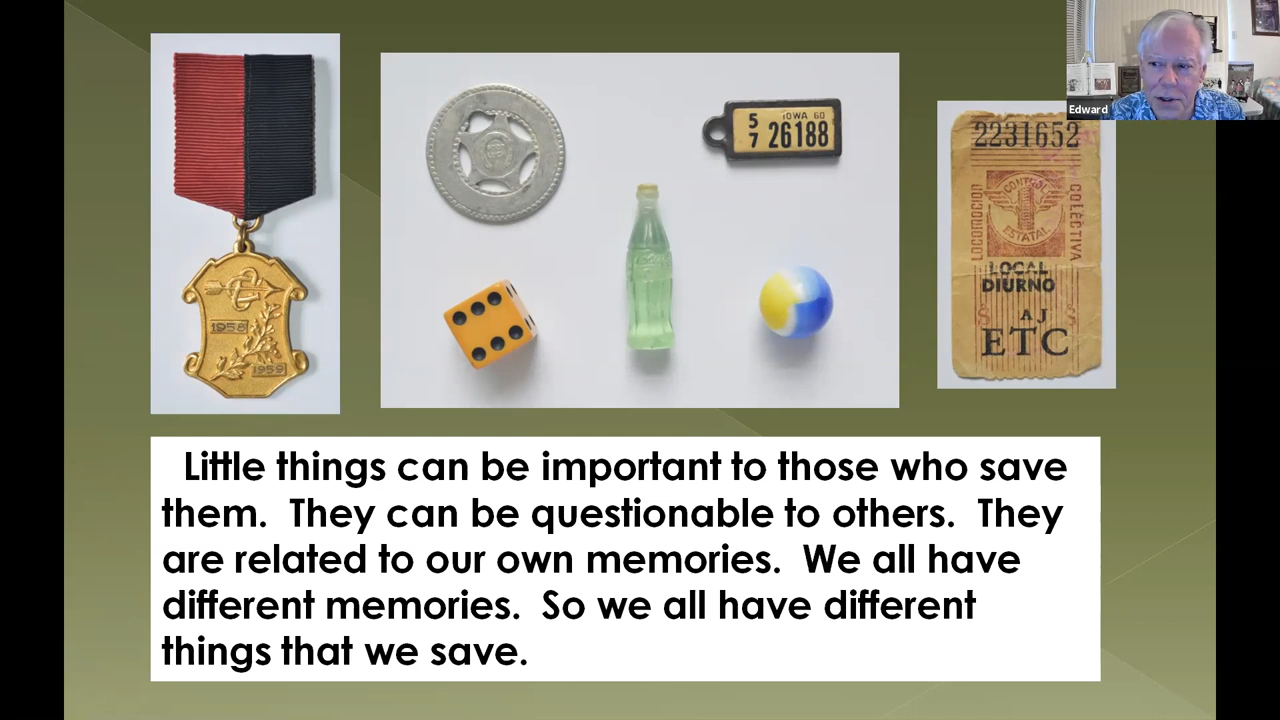 Edward
1958
1959
IOWA 60
5
7
26188
2231652
LOCOMOCION
CONTROL
ESTATAL
COLECTIVA
LOCAL
DIURNO
AJ
ETC
Little things can be important to those who save
them. They can be questionable to others. They
are related to our own memories. We all have
different memories. So we all have different
things that we save.